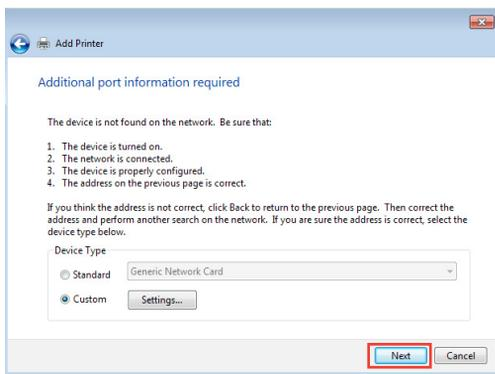 Add Printer
Additional port information required
The device is not found on the network. Be sure that:
1. The device is turned on.
2. The network is connected.
3. The device is properly configured.
4. The address on the previous page is correct.
If you think the address is not correct, click Back to return to the previous page. Then correct the
address and perform another search on the network. If you are sure the address is correct, select the
device type below.
Device Type
Standard Generic Network Card
Custom Settings...
Next Cancel